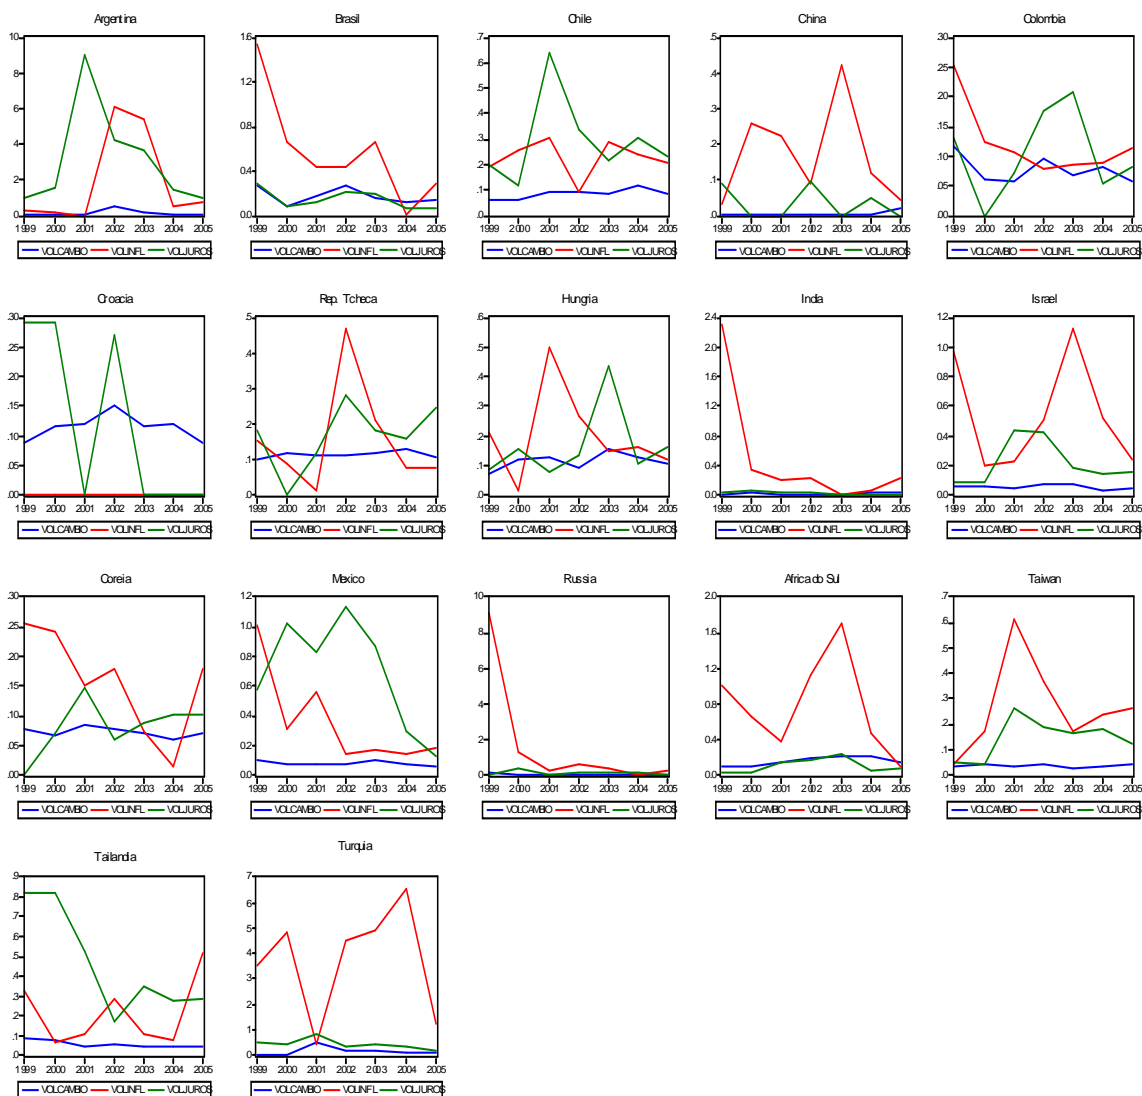 Argentina
10
8
6
4
2
0
1999 2000 2001 2002 2003 2004 2005
VOLCAMBIO VOLINFL VOLJUROS
Brasil
1.6
1.2
0.8
0.4
0.0
1999 2000 2001 2002 2003 2004 2005
VOLCAMBIO VOLINFL VOLJUROS
Chile
.7
.6
.5
.4
.3
.2
.1
.0
1999 2000 2001 2002 2003 2004 2005
VOLCAMBIO VOLINFL VOLJUROS
China
.5
.4
.3
.2
.1
.0
1999 2000 2001 2002 2003 2004 2005
VOLCAMBIO VOLINFL VOLJUROS
Colombia
.30
.25
.20
.15
.10
.05
.00
1999 2000 2001 2002 2003 2004 2005
VOLCAMBIO VOLINFL VOLJUROS
Croacia
.30
.25
.20
.15
.10
.05
.00
1999 2000 2001 2002 2003 2004 2005
VOLCAMBIO VOLINFL VOLJUROS
Rep. Tcheca
.5
.4
.3
.2
.1
.0
1999 2000 2001 2002 2003 2004 2005
VOLCAMBIO VOLINFL VOLJUROS
Hungria
.6
.5
.4
.3
.2
.1
.0
1999 2000 2001 2002 2003 2004 2005
VOLCAMBIO VOLINFL VOLJUROS
India
2.4
2.0
1.6
1.2
0.8
0.4
0.0
1999 2000 2001 2002 2003 2004 2005
VOLCAMBIO VOLINFL VOLJUROS
Israel
1.2
1.0
0.8
0.6
0.4
0.2
0.0
1999 2000 2001 2002 2003 2004 2005
VOLCAMBIO VOLINFL VOLJUROS
Coreia
.30
.25
.20
.15
.10
.05
.00
1999 2000 2001 2002 2003 2004 2005
VOLCAMBIO VOLINFL VOLJUROS
Mexico
1.2
1.0
0.8
0.6
0.4
0.2
0.0
1999 2000 2001 2002 2003 2004 2005
VOLCAMBIO VOLINFL VOLJUROS
Russia
10
8
6
4
2
0
1999 2000 2001 2002 2003 2004 2005
VOLCAMBIO VOLINFL VOLJUROS
Africa do Sul
2.0
1.6
1.2
0.8
0.4
0.0
1999 2000 2001 2002 2003 2004 2005
VOLCAMBIO VOLINFL VOLJUROS
Taiwan
.7
.6
.5
.4
.3
.2
.1
.0
1999 2000 2001 2002 2003 2004 2005
VOLCAMBIO VOLINFL VOLJUROS
Tailandia
.9
.8
.7
.6
.5
.4
.3
.2
.1
.0
1999 2000 2001 2002 2003 2004 2005
VOLCAMBIO VOLINFL VOLJUROS
Turquia
7
6
5
4
3
2
1
0
1999 2000 2001 2002 2003 2004 2005
VOLCAMBIO VOLINFL VOLJUROS